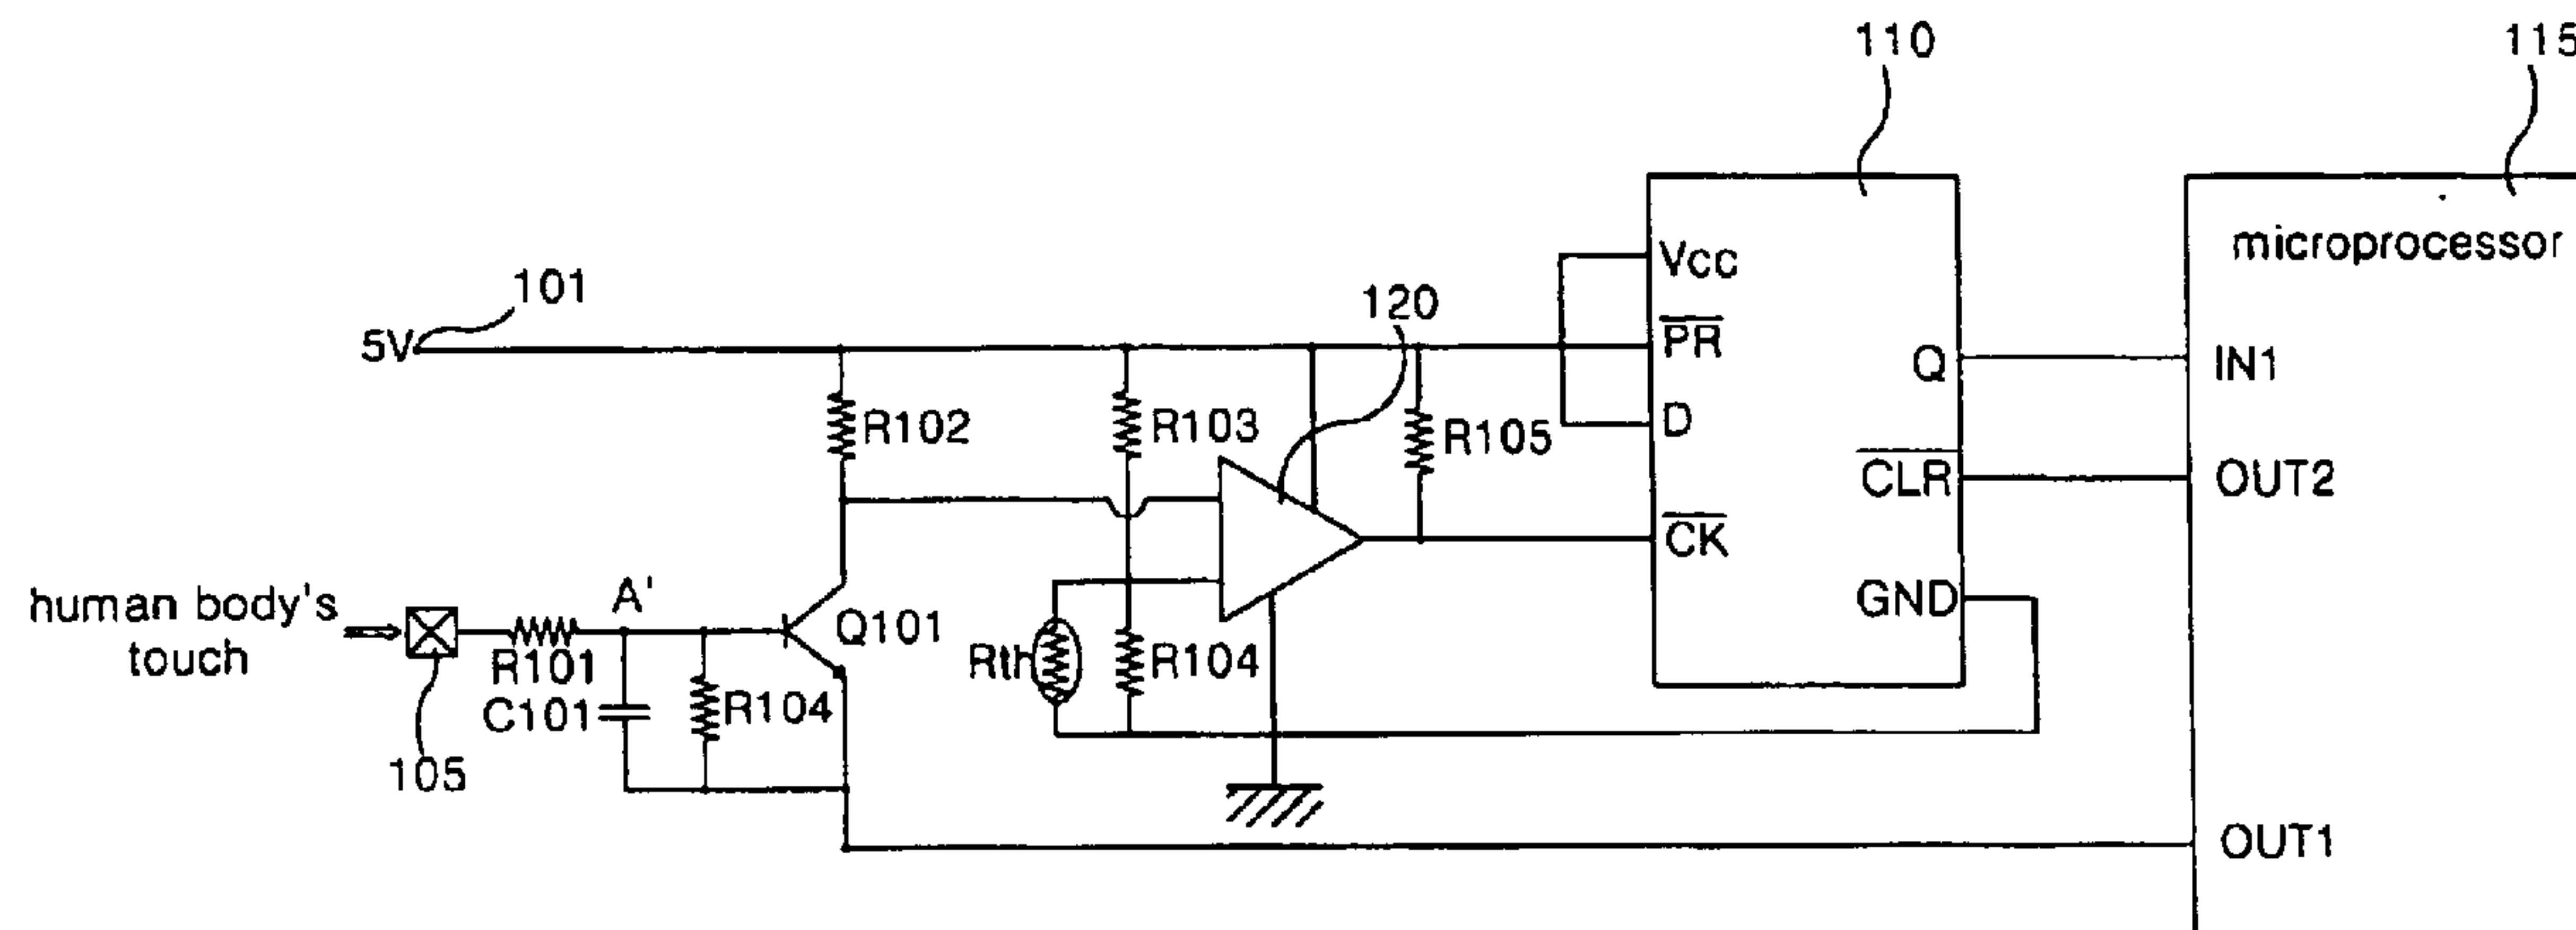 110
115
microprocessor
101
5V
120
Vcc
PR
D
Q
IN1
R102
R103
R105
CLR
OUT2
CK
GND
human body's
touch
A'
R101
Q101
Rth
R104
C101
R104
105
OUT1